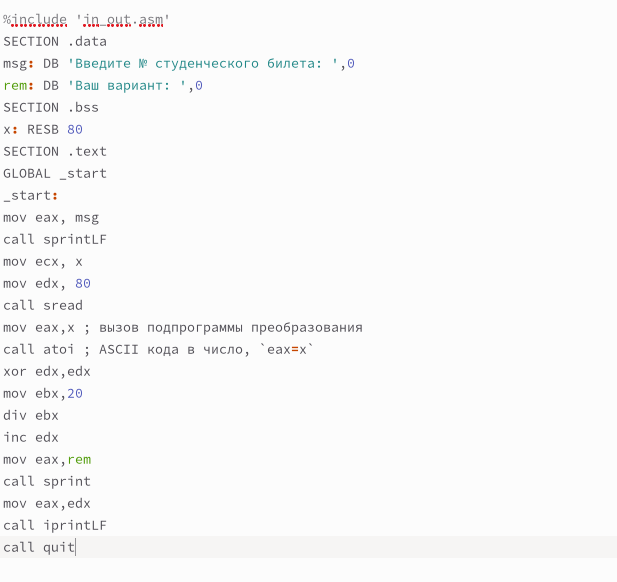 %include 'in_out.asm'
SECTION .data
msg: DB 'Введите № студенческого билета: ',0
rem: DB 'Ваш вариант: ',0
SECTION .bss
x: RESB 80
SECTION .text
GLOBAL _start
_start:
mov eax, msg
call sprintLF
mov ecx, x
mov edx, 80
call sread
mov eax,x ; вызов подпрограммы преобразования
call atoi ; ASCII кода в число, `eax=x`
xor edx,edx
mov ebx,20
div ebx
inc edx
mov eax,rem
call sprint
mov eax,edx
call iprintLF
call quit